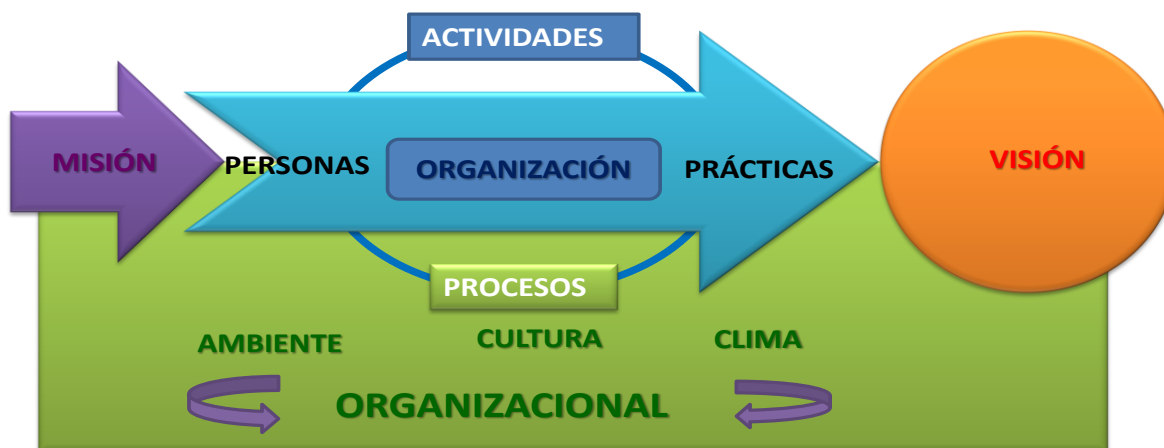 ACTIVIDADES
MISIÓN
PERSONAS
ORGANIZACIÓN
PRÁCTICAS
VISIÓN
PROCESOS
AMBIENTE
CULTURA
CLIMA
ORGANIZACIONAL